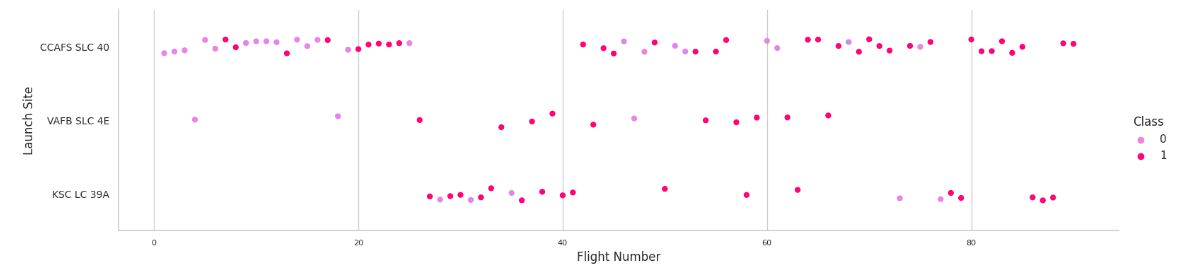 CCAFS SLC 40
VAFB SLC 4E
KSC LC 39A
Launch Site
0 20 40 60 80
Flight Number
Class
0
1